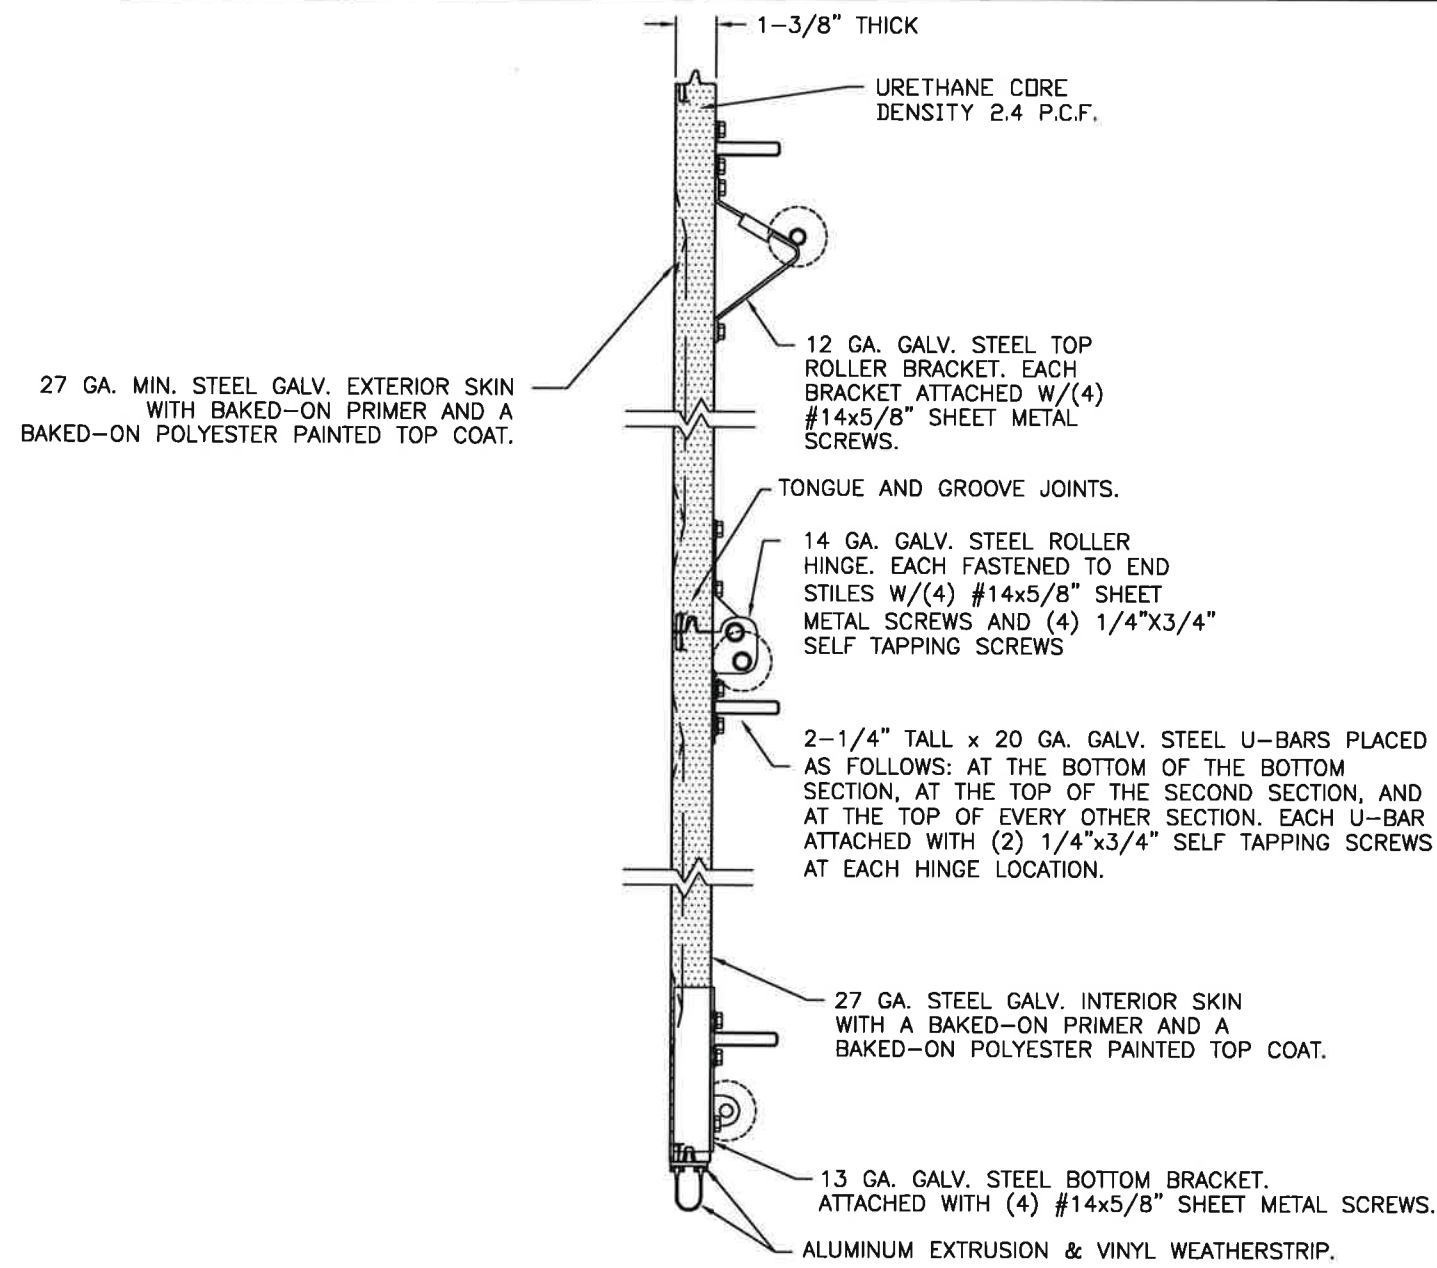 1-3/8" THICK
URETHANE CORE
DENSITY 2.4 P.C.F.
12 GA. GALV. STEEL TOP
ROLLER BRACKET. EACH
BRACKET ATTACHED W/(4)
#14x5/8" SHEET METAL
SCREWS.
27 GA. MIN. STEEL GALV. EXTERIOR SKIN
WITH BAKED-ON PRIMER AND A
BAKED-ON POLYESTER PAINTED TOP COAT.
TONGUE AND GROOVE JOINTS.
14 GA. GALV. STEEL ROLLER
HINGE. EACH FASTENED TO END
STILES W/(4) #14x5/8" SHEET
METAL SCREWS AND (4) 1/4"X3/4"
SELF TAPPING SCREWS
2-1/4" TALL x 20 GA. GALV. STEEL U-BARS PLACED
AS FOLLOWS: AT THE BOTTOM OF THE BOTTOM
SECTION, AT THE TOP OF THE SECOND SECTION, AND
AT THE TOP OF EVERY OTHER SECTION. EACH U-BAR
ATTACHED WITH (2) 1/4"x3/4" SELF TAPPING SCREWS
AT EACH HINGE LOCATION.
27 GA. STEEL GALV. INTERIOR SKIN
WITH A BAKED-ON PRIMER AND A
BAKED-ON POLYESTER PAINTED TOP COAT.
13 GA. GALV. STEEL BOTTOM BRACKET.
ATTACHED WITH (4) #14x5/8" SHEET METAL SCREWS.
ALUMINUM EXTRUSION & VINYL WEATHERSTRIP.